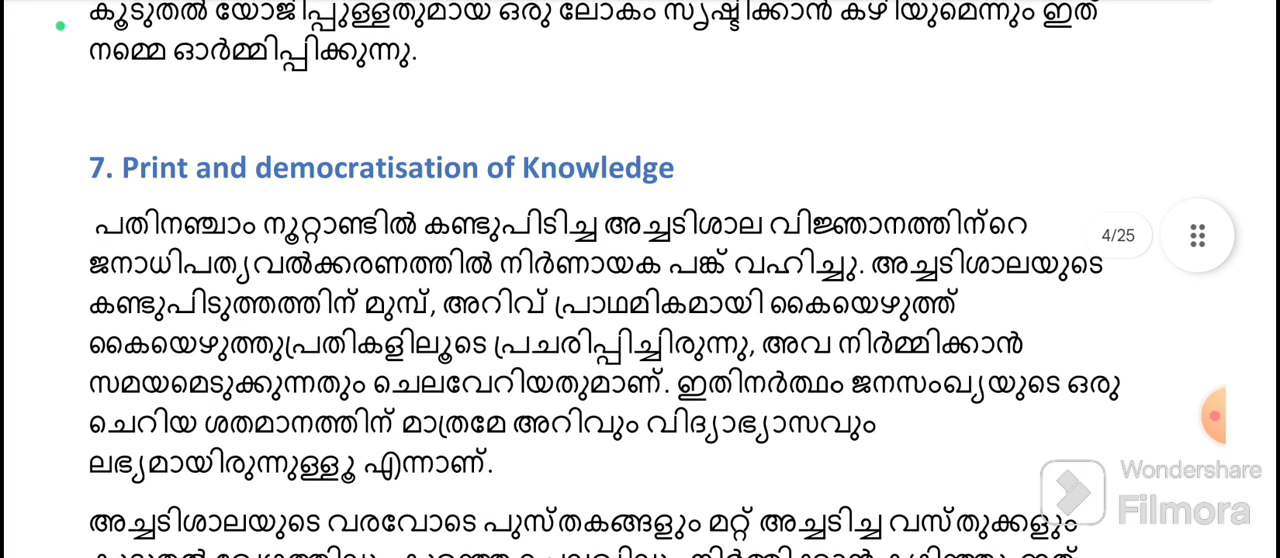 കൂടുതൽ യോജിപ്പുള്ളതുമായ ഒരു ലോകം സൃഷ്ടിക്കാൻ കഴിയുമെന്നും ഇത്
നമ്മെ ഓർമ്മിപ്പിക്കുന്നു.
7. Print and democratisation of Knowledge
പതിനഞ്ചാം നൂറ്റാണ്ടിൽ കണ്ടുപിടിച്ച അച്ചടിശാല വിജ്ഞാനത്തിന്റെ
4/25
ജനാധിപത്യവൽക്കരണത്തിൽ നിർണായക പങ്ക് വഹിച്ചു. അച്ചടിശാലയുടെ
കണ്ടുപിടുത്തത്തിന് മുമ്പ്, അറിവ് പ്രാഥമികമായി കൈയെഴുത്ത്
കൈയെഴുത്തുപ്രതികളിലൂടെ പ്രചരിപ്പിച്ചിരുന്നു, അവ നിർമ്മിക്കാൻ
സമയമെടുക്കുന്നതും ചെലവേറിയതുമാണ്. ഇതിനർത്ഥം ജനസംഖ്യയുടെ ഒരു
ചെറിയ ശതമാനത്തിന് മാത്രമേ അറിവും വിദ്യാഭ്യാസവും
ലഭ്യമായിരുന്നുള്ളൂ എന്നാണ്.
Wondershare
Filmora
അച്ചടിശാലയുടെ വരവോടെ പുസ്തകങ്ങളും മറ്റ് അച്ചടിച്ച വസ്തുക്കളും